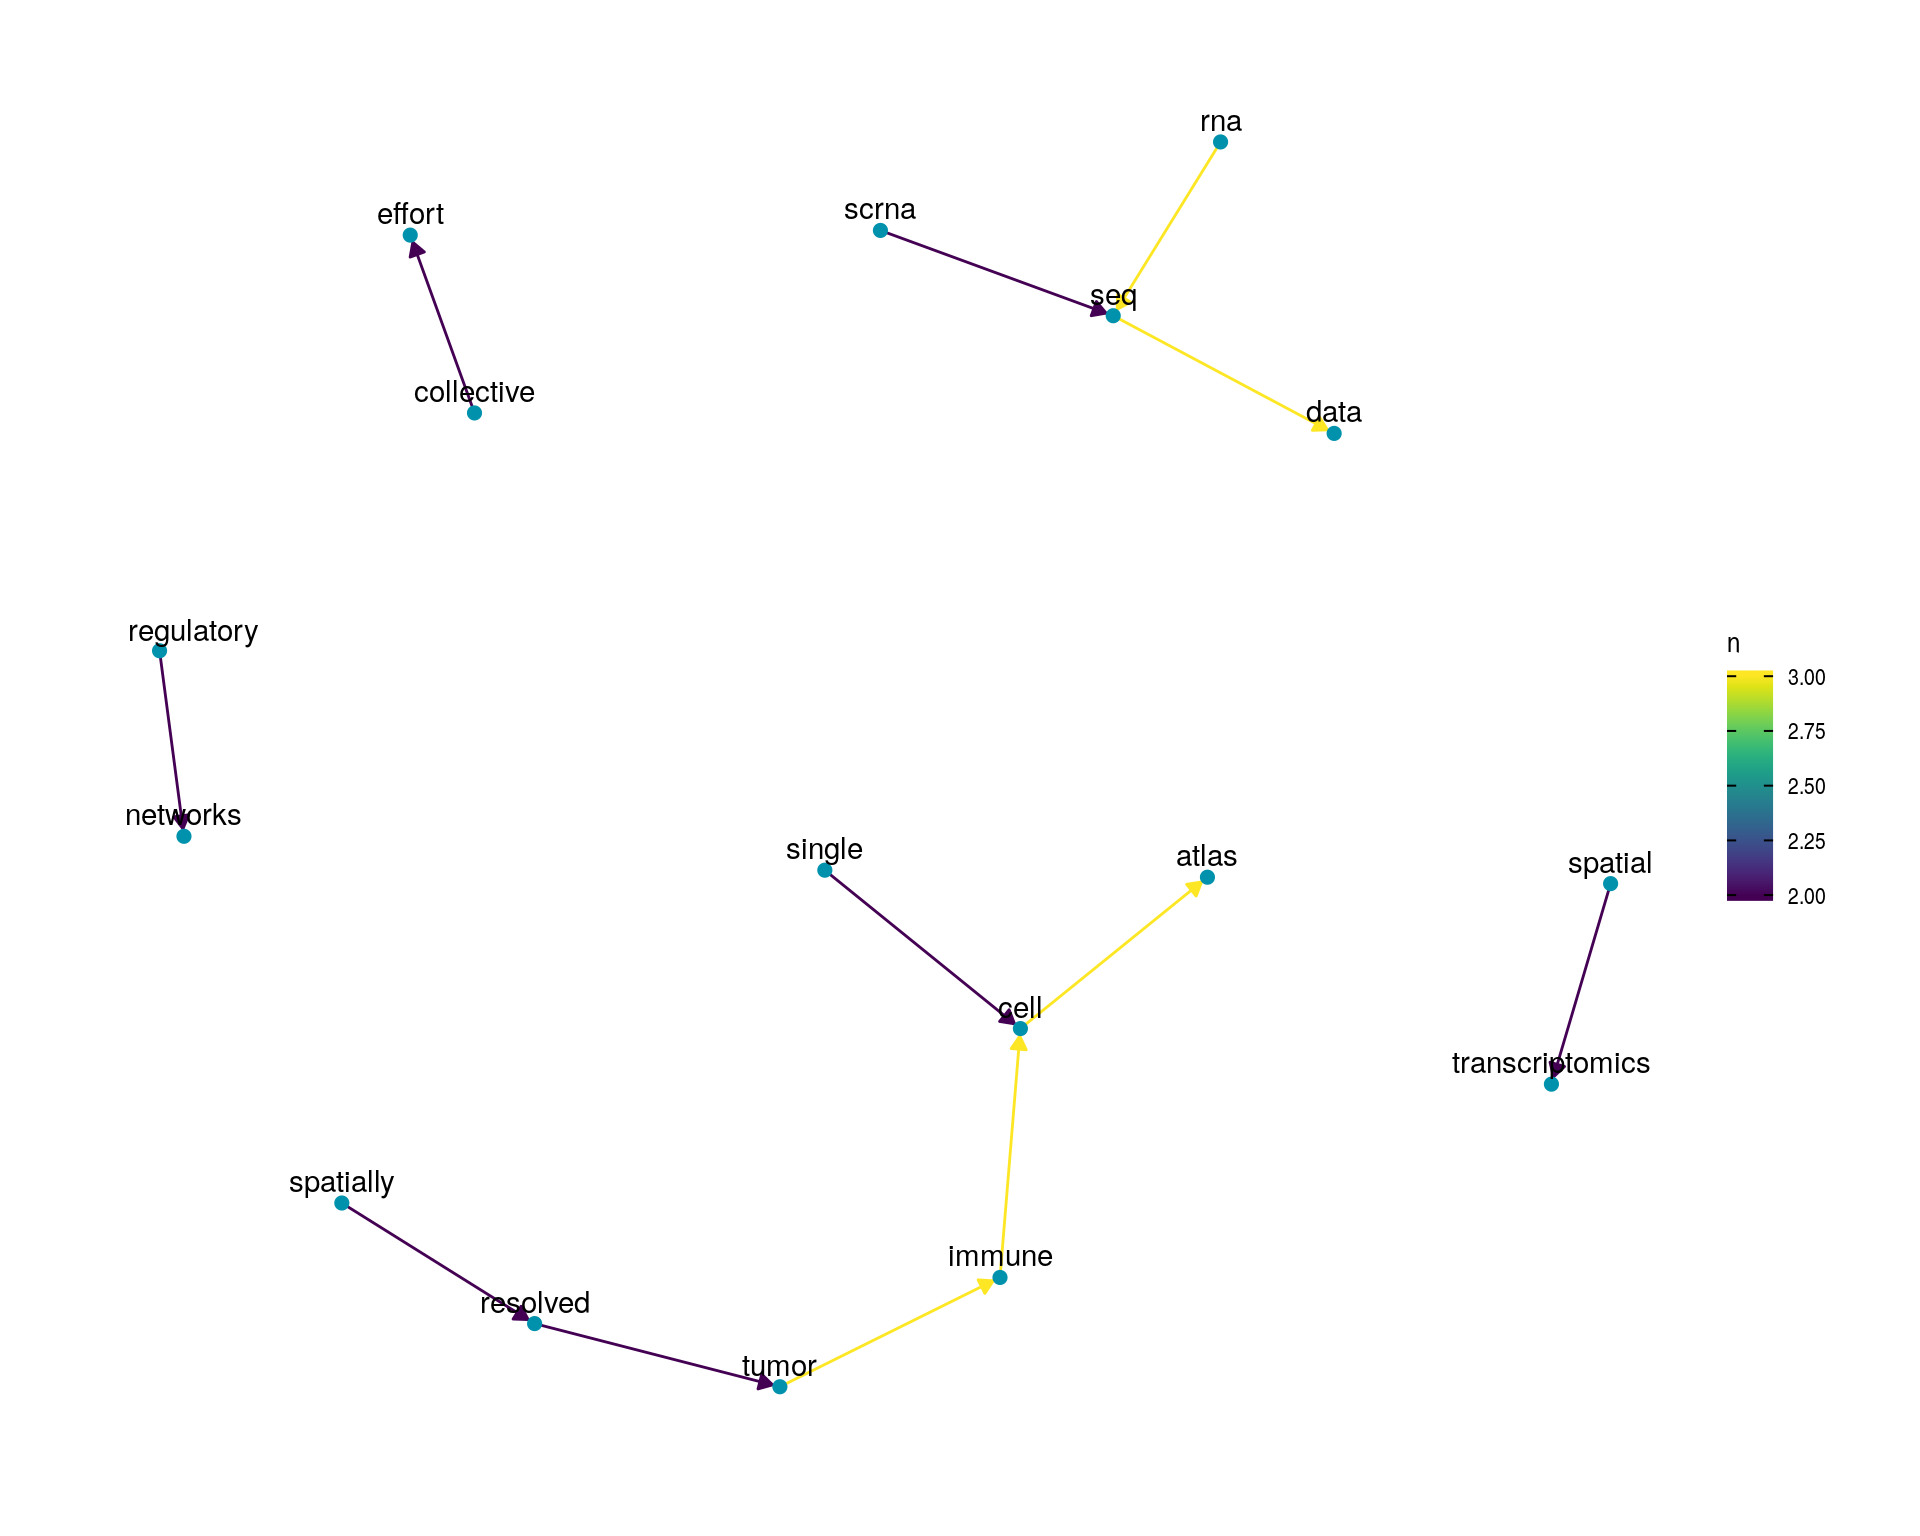 rna
scrna
effort
seq
collective
data
regulatory
n
3.00
2.75
2.50
2.25
2.00
networks
single
atlas
spatial
cell
transcriptomics
spatially
immune
resolved
tumor